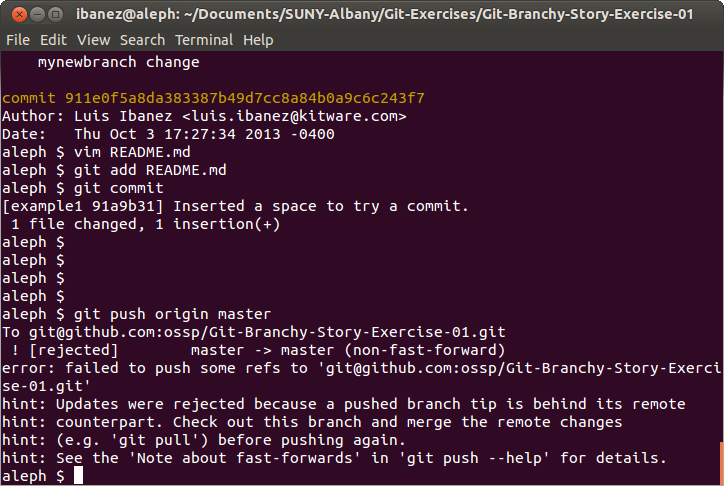 ibanez@aleph: ~/Documents/SUNY-Albany/Git-Exercises/Git-Branchy-Story-Exercise-01
File Edit View Search Terminal Help
mynewbranch change
commit 911e0f5a8da383387b49d7cc8a84b0a9c6c243f7
Author: Luis Ibanez <luis.ibanez@kitware.com>
Date:   Thu Oct 3 17:27:34 2013 -0400
aleph $ vim README.md
aleph $ git add README.md
aleph $ git commit
[example1 91a9b31] Inserted a space to try a commit.
 1 file changed, 1 insertion(+)
aleph $
aleph $
aleph $
aleph $
aleph $ git push origin master
To git@github.com:ossp/Git-Branchy-Story-Exercise-01.git
 ! [rejected]        master -> master (non-fast-forward)
error: failed to push some refs to 'git@github.com:ossp/Git-Branchy-Story-Exerci
se-01.git'
hint: Updates were rejected because a pushed branch tip is behind its remote
hint: counterpart. Check out this branch and merge the remote changes
hint: (e.g. 'git pull') before pushing again.
hint: See the 'Note about fast-forwards' in 'git push --help' for details.
aleph $